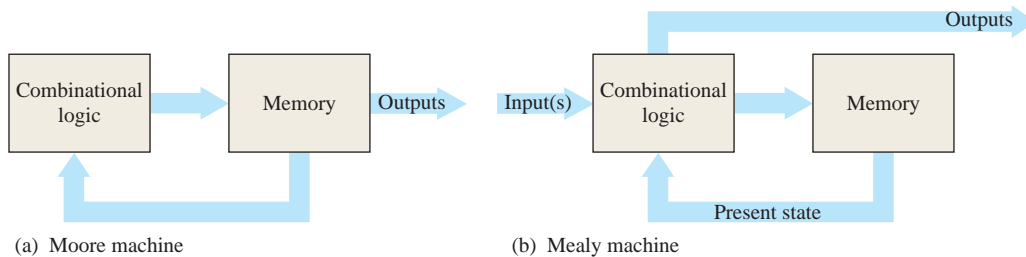 Combinational
logic
Memory
Outputs
(a) Moore machine
Outputs
Input(s)
Combinational
logic
Memory
Present state
(b) Mealy machine